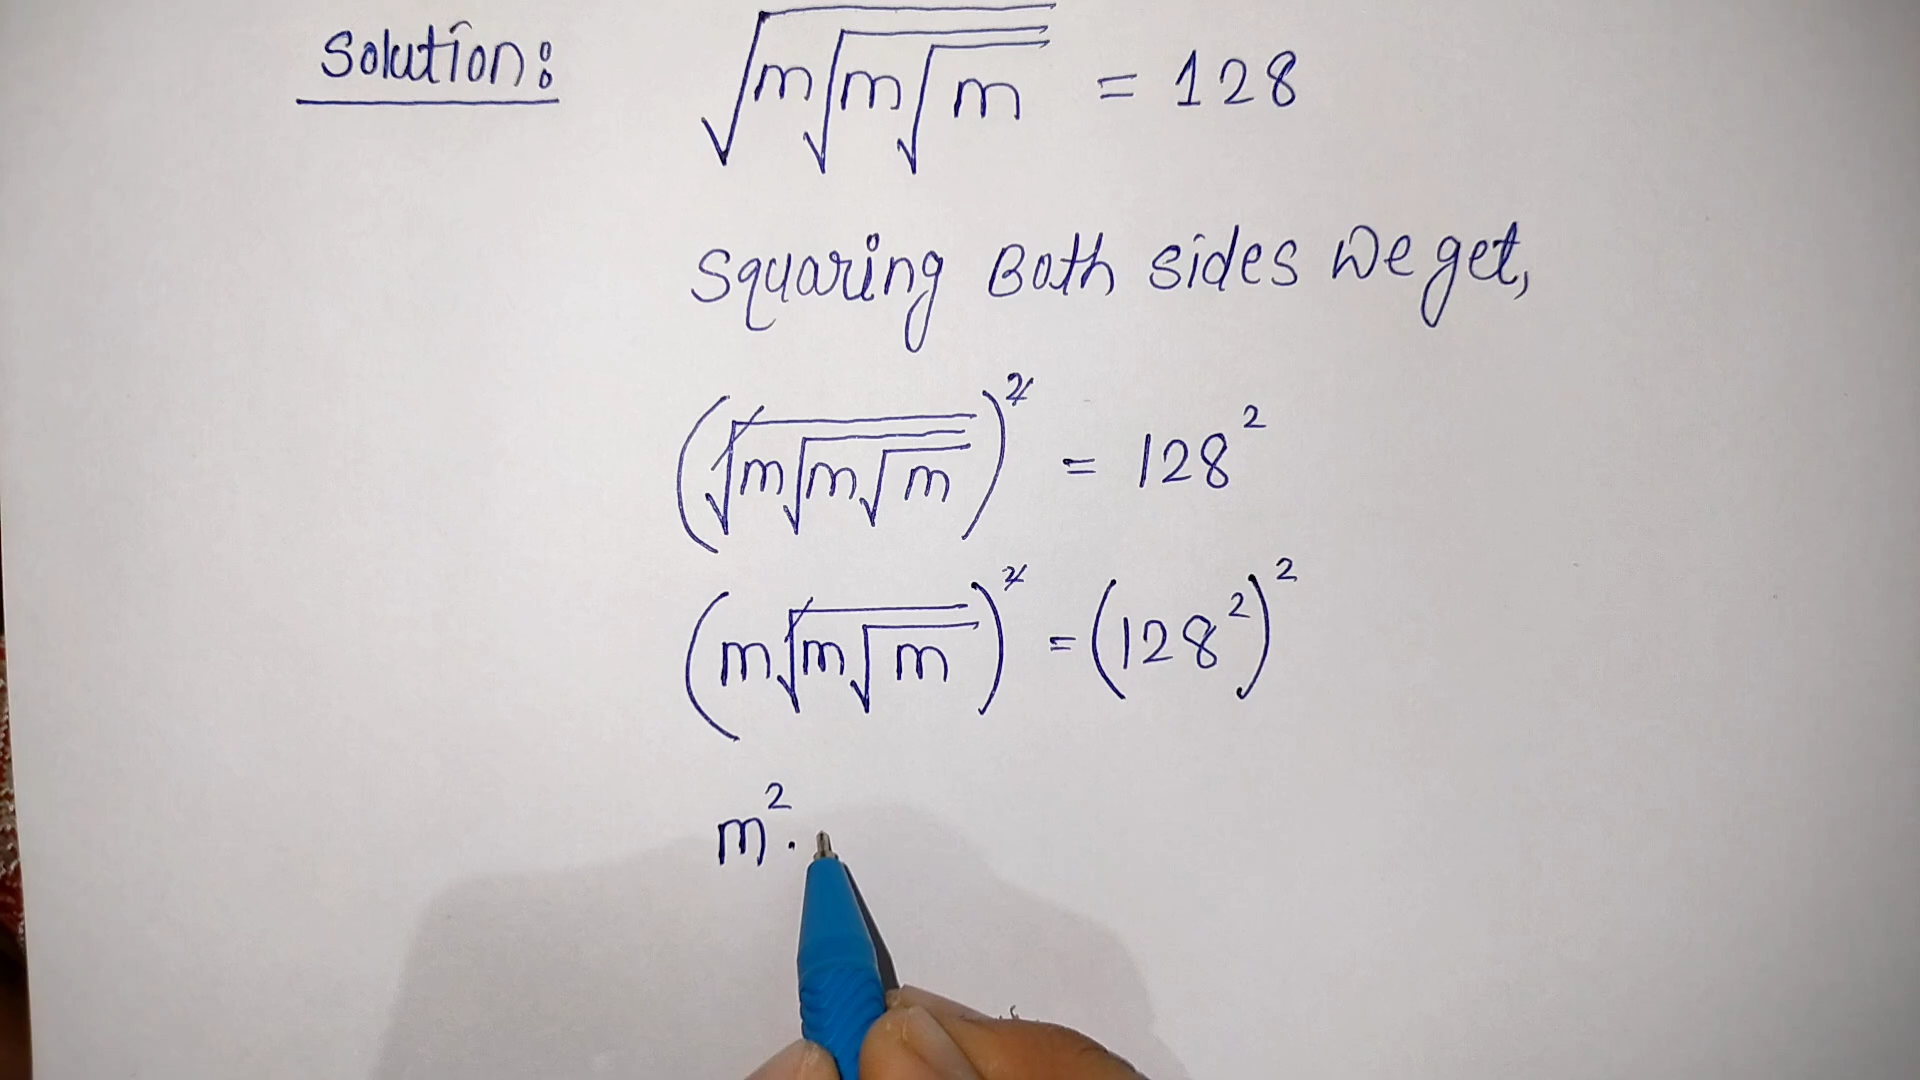 Solution: √m√m√m = 128
Squaring Both sides We get,
(√m√m√m)² = 128²
(m√m√m)² = (128²)²
m².